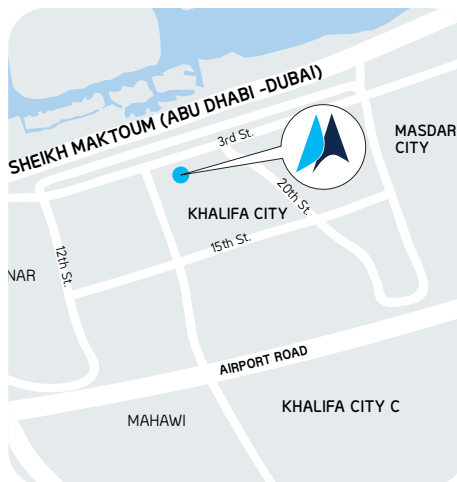 SHEIKH MAKTOUM (ABU DHABI -DUBAI)
3rd St.
MASDAR
CITY
20th St.
KHALIFA CITY
15th St.
12th St.
NAR
AIRPORT ROAD
KHALIFA CITY C
MAHAWI